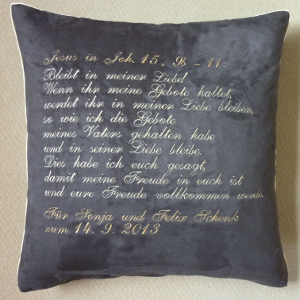 Jesus in Joh. 15, 9 - 11:
Bleibt in meiner Liebe!
Wenn ihr meine Gebote haltet,
werdet ihr in meiner Liebe bleiben,
so wie ich die Gebote
meines Vaters gehalten habe
und in seiner Liebe bleibe.
Dies habe ich euch gesagt,
damit meine Freude in euch ist
und eure Freude vollkommen werde.
Für Sonja und Felix Schenk
zum 14. 9. 2013